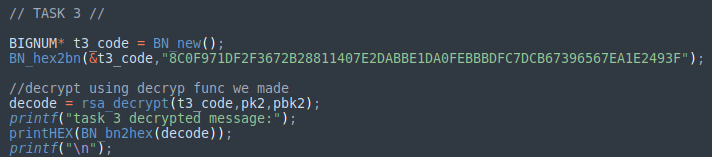 // TASK 3 //
BIGNUM* t3_code = BN_new();
BN_hex2bn(&t3_code,"8C0F971DF2F3672B28811407E2DABBE1DA0FEBBBDFC7DCB67396567EA1E2493F");
//decrypt using decryp func we made
decode = rsa_decrypt(t3_code,pk2,pbk2);
printf("task 3 decrypted message:");
printHEX(BN_bn2hex(decode));
printf("\n");